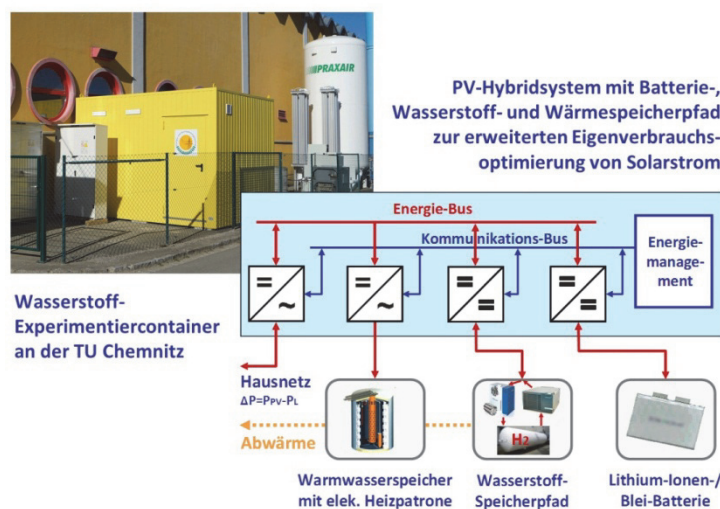 PRAXAIR
PV-Hybridsystem mit Batterie-,
Wasserstoff- und Wärmespeicherpfad
zur erweiterten Eigenverbrauchs-
optimierung von Solarstrom
Energie-Bus
Kommunikations-Bus
Energie-
manage-
ment
= ~
= ~
= =
= =
Wasserstoff-
Experimentiercontainer
an der TU Chemnitz
Hausnetz
ΔP=PPV-PL
Abwärme
H2
Warmwasserspeicher
mit elek. Heizpatrone
Wasserstoff-
Speicherpfad
Lithium-Ionen-/
Blei-Batterie